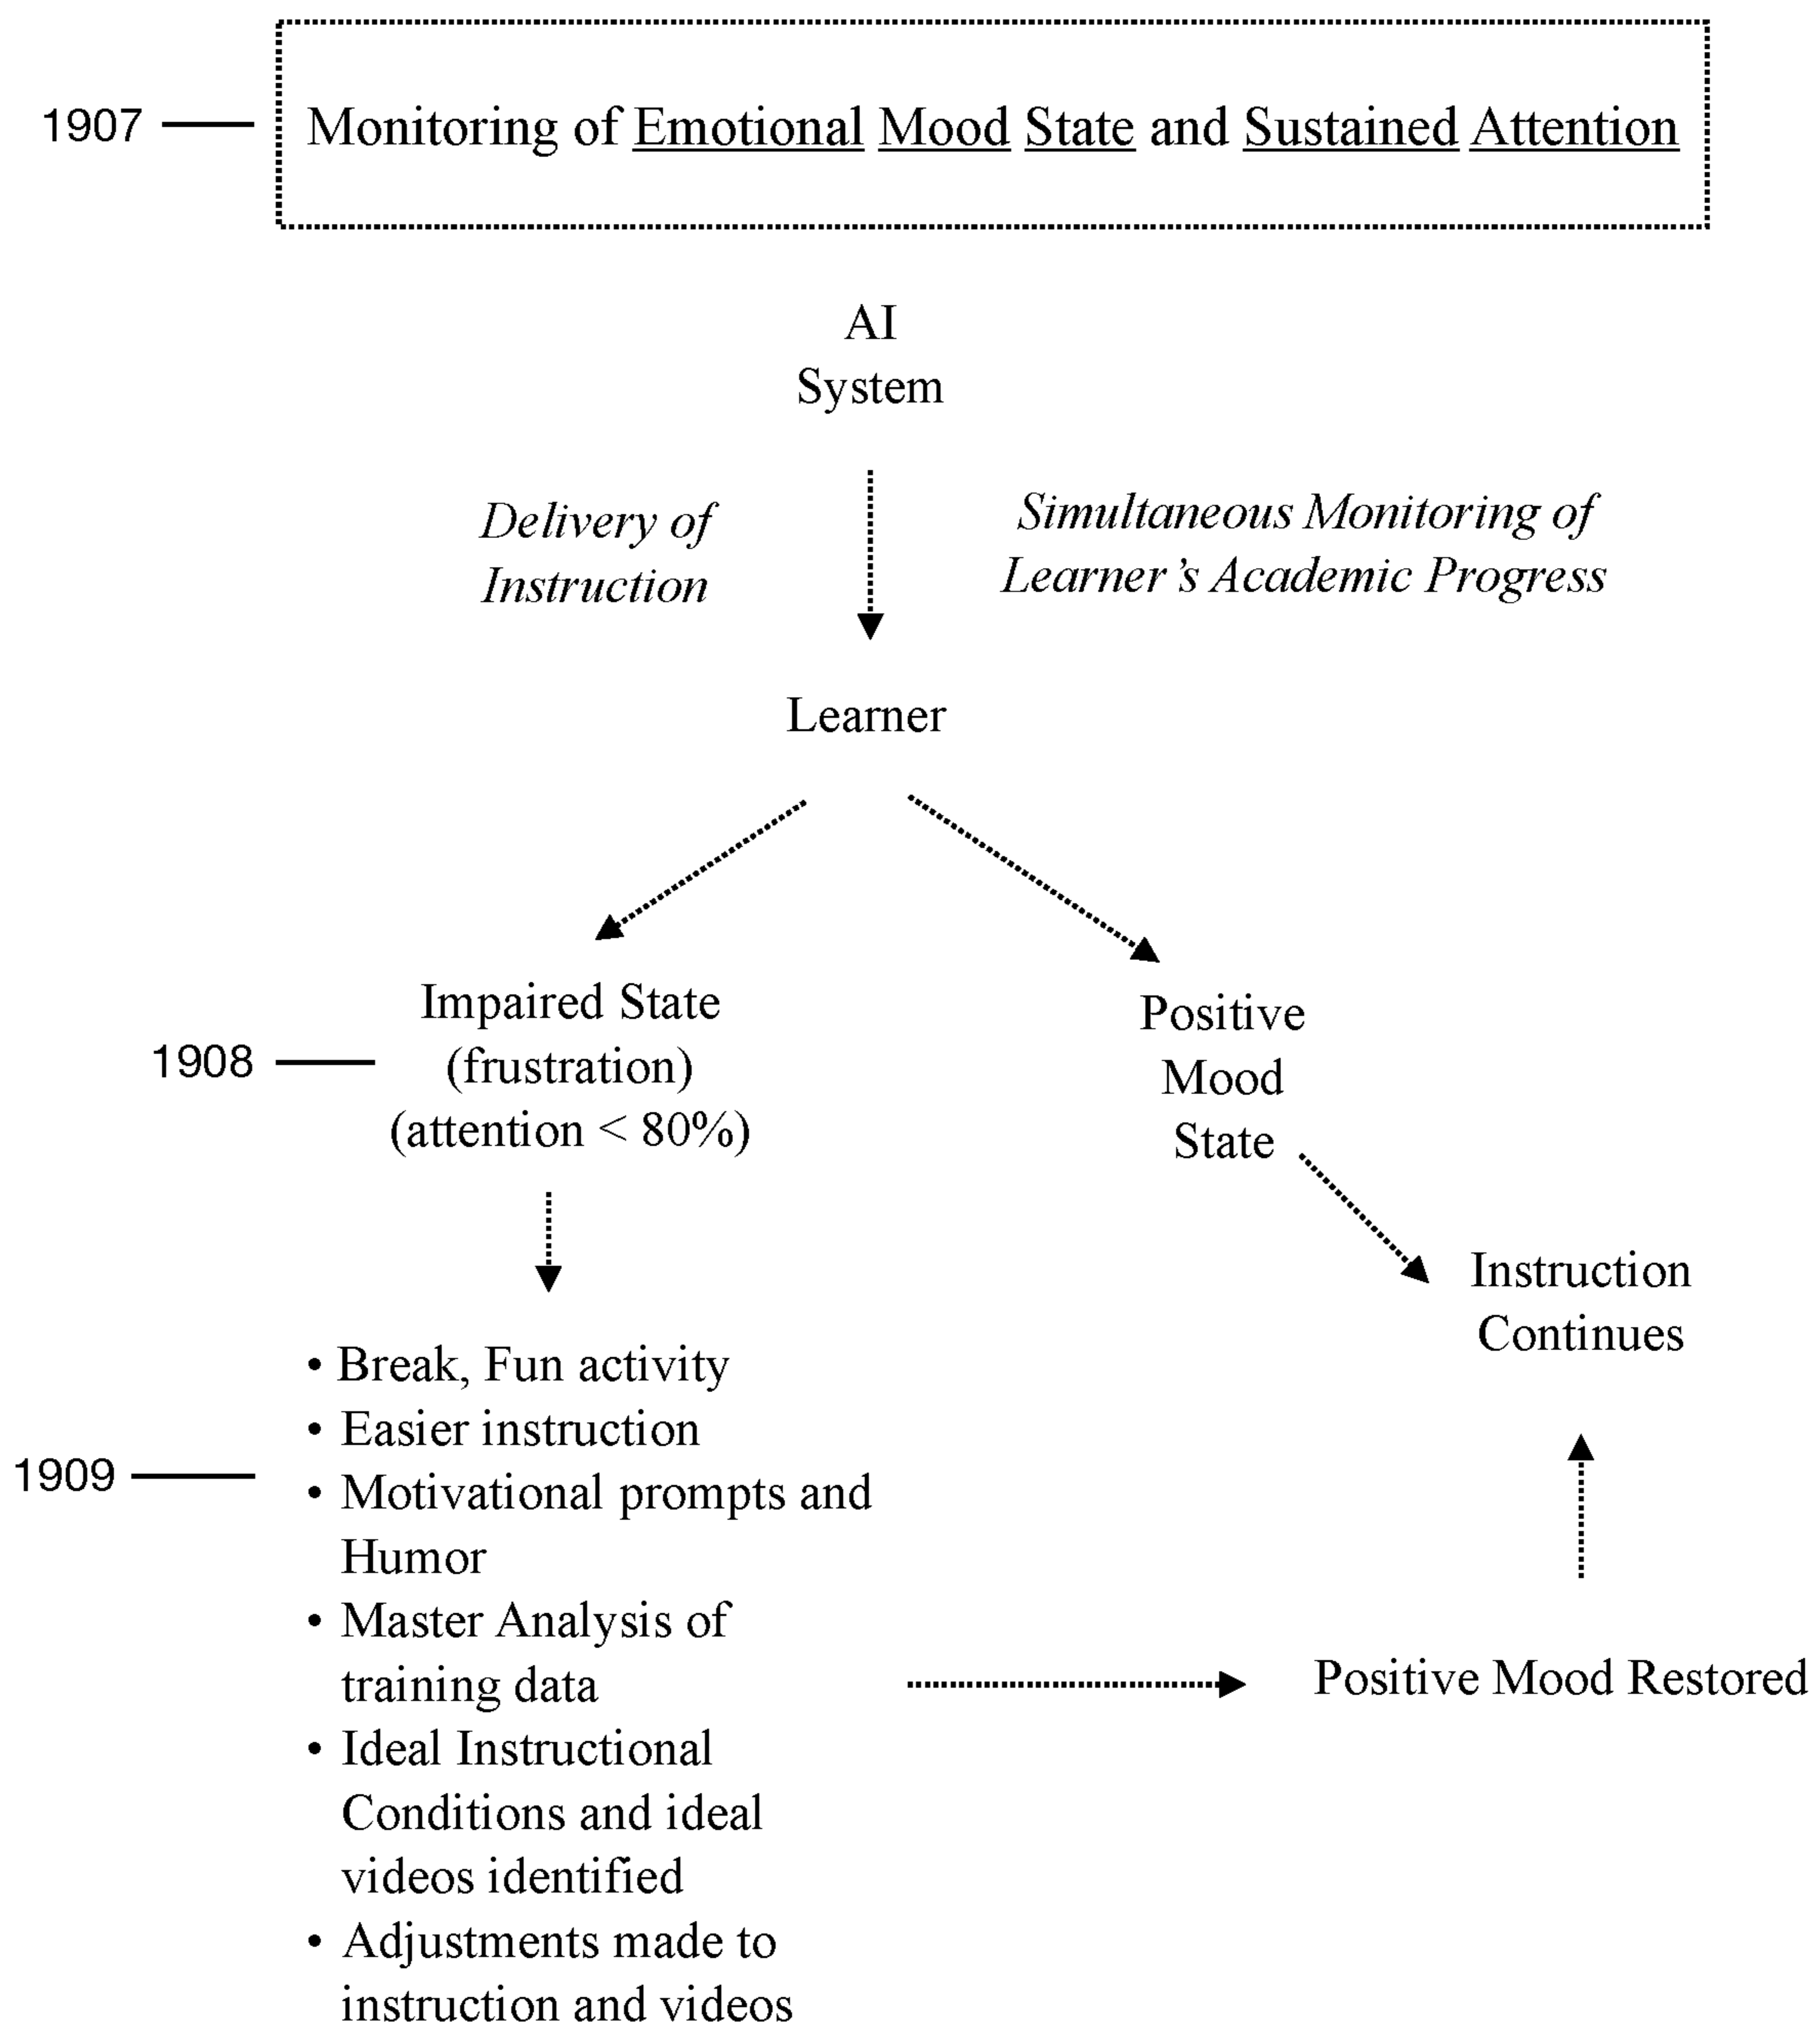 1907
Monitoring of Emotional Mood State and Sustained Attention
AI
System
Delivery of
Instruction
Simultaneous Monitoring of
Learner's Academic Progress
Learner
1908
Impaired State
(frustration)
(attention < 80%)
Positive
Mood
State
Instruction
Continues
1909
• Break, Fun activity
• Easier instruction
• Motivational prompts and
Humor
• Master Analysis of
training data
• Ideal Instructional
Conditions and ideal
videos identified
• Adjustments made to
instruction and videos
Positive Mood Restored